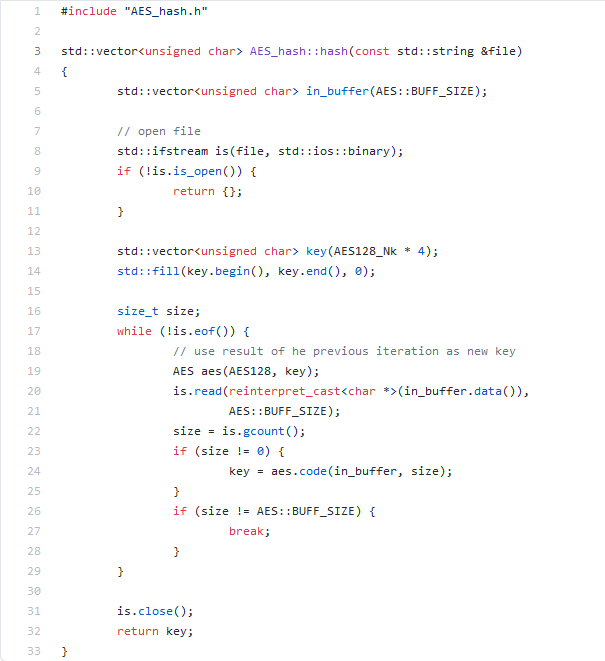 1 #include "AES_hash.h"
2
3 std::vector<unsigned char> AES_hash::hash(const std::string &file)
4 {
5 std::vector<unsigned char> in_buffer(AES::BUFF_SIZE);
6
7 // open file
8 std::ifstream is(file, std::ios::binary);
9 if (!is.is_open()) {
10 return {};
11 }
12
13 std::vector<unsigned char> key(AES128_Nk * 4);
14 std::fill(key.begin(), key.end(), 0);
15
16 size_t size;
17 while (!is.eof()) {
18 // use result of he previous iteration as new key
19 AES aes(AES128, key);
20 is.read(reinterpret_cast<char *>(in_buffer.data()),
21 AES::BUFF_SIZE);
22 size = is.gcount();
23 if (size != 0) {
24 key = aes.code(in_buffer, size);
25 }
26 if (size != AES::BUFF_SIZE) {
27 break;
28 }
29 }
30
31 is.close();
32 return key;
33 }